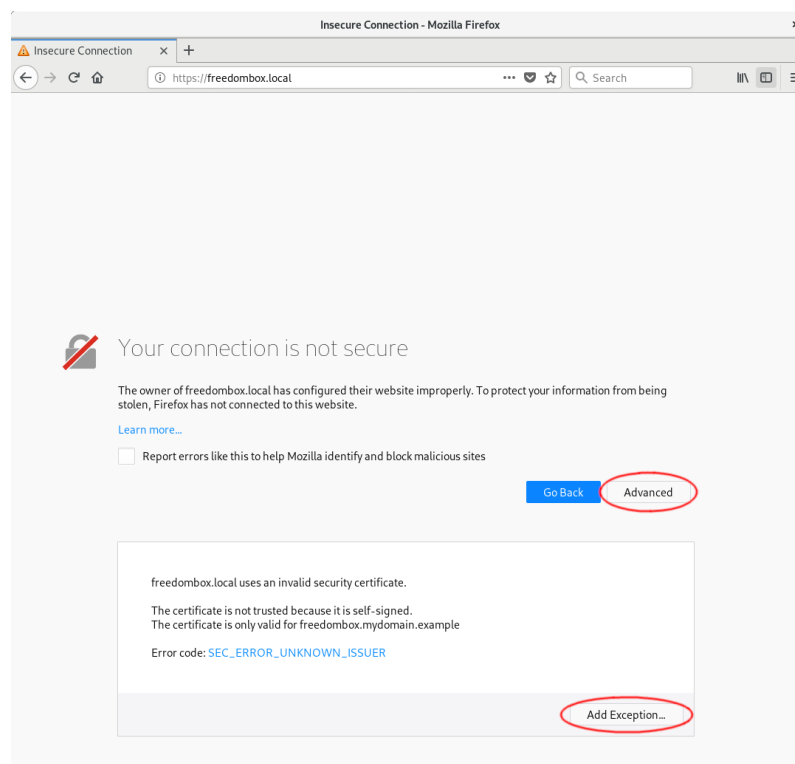 Insecure Connection - Mozilla Firefox
Insecure Connection
https://freedombox.local
Search
Your connection is not secure
The owner of freedombox.local has configured their website improperly. To protect your information from being
stolen, Firefox has not connected to this website.
Learn more...
Report errors like this to help Mozilla identify and block malicious sites
Go Back Advanced
freedombox.local uses an invalid security certificate.
The certificate is not trusted because it is self-signed.
The certificate is only valid for freedombox.mydomain.example
Error code: SEC_ERROR_UNKNOWN_ISSUER
Add Exception...